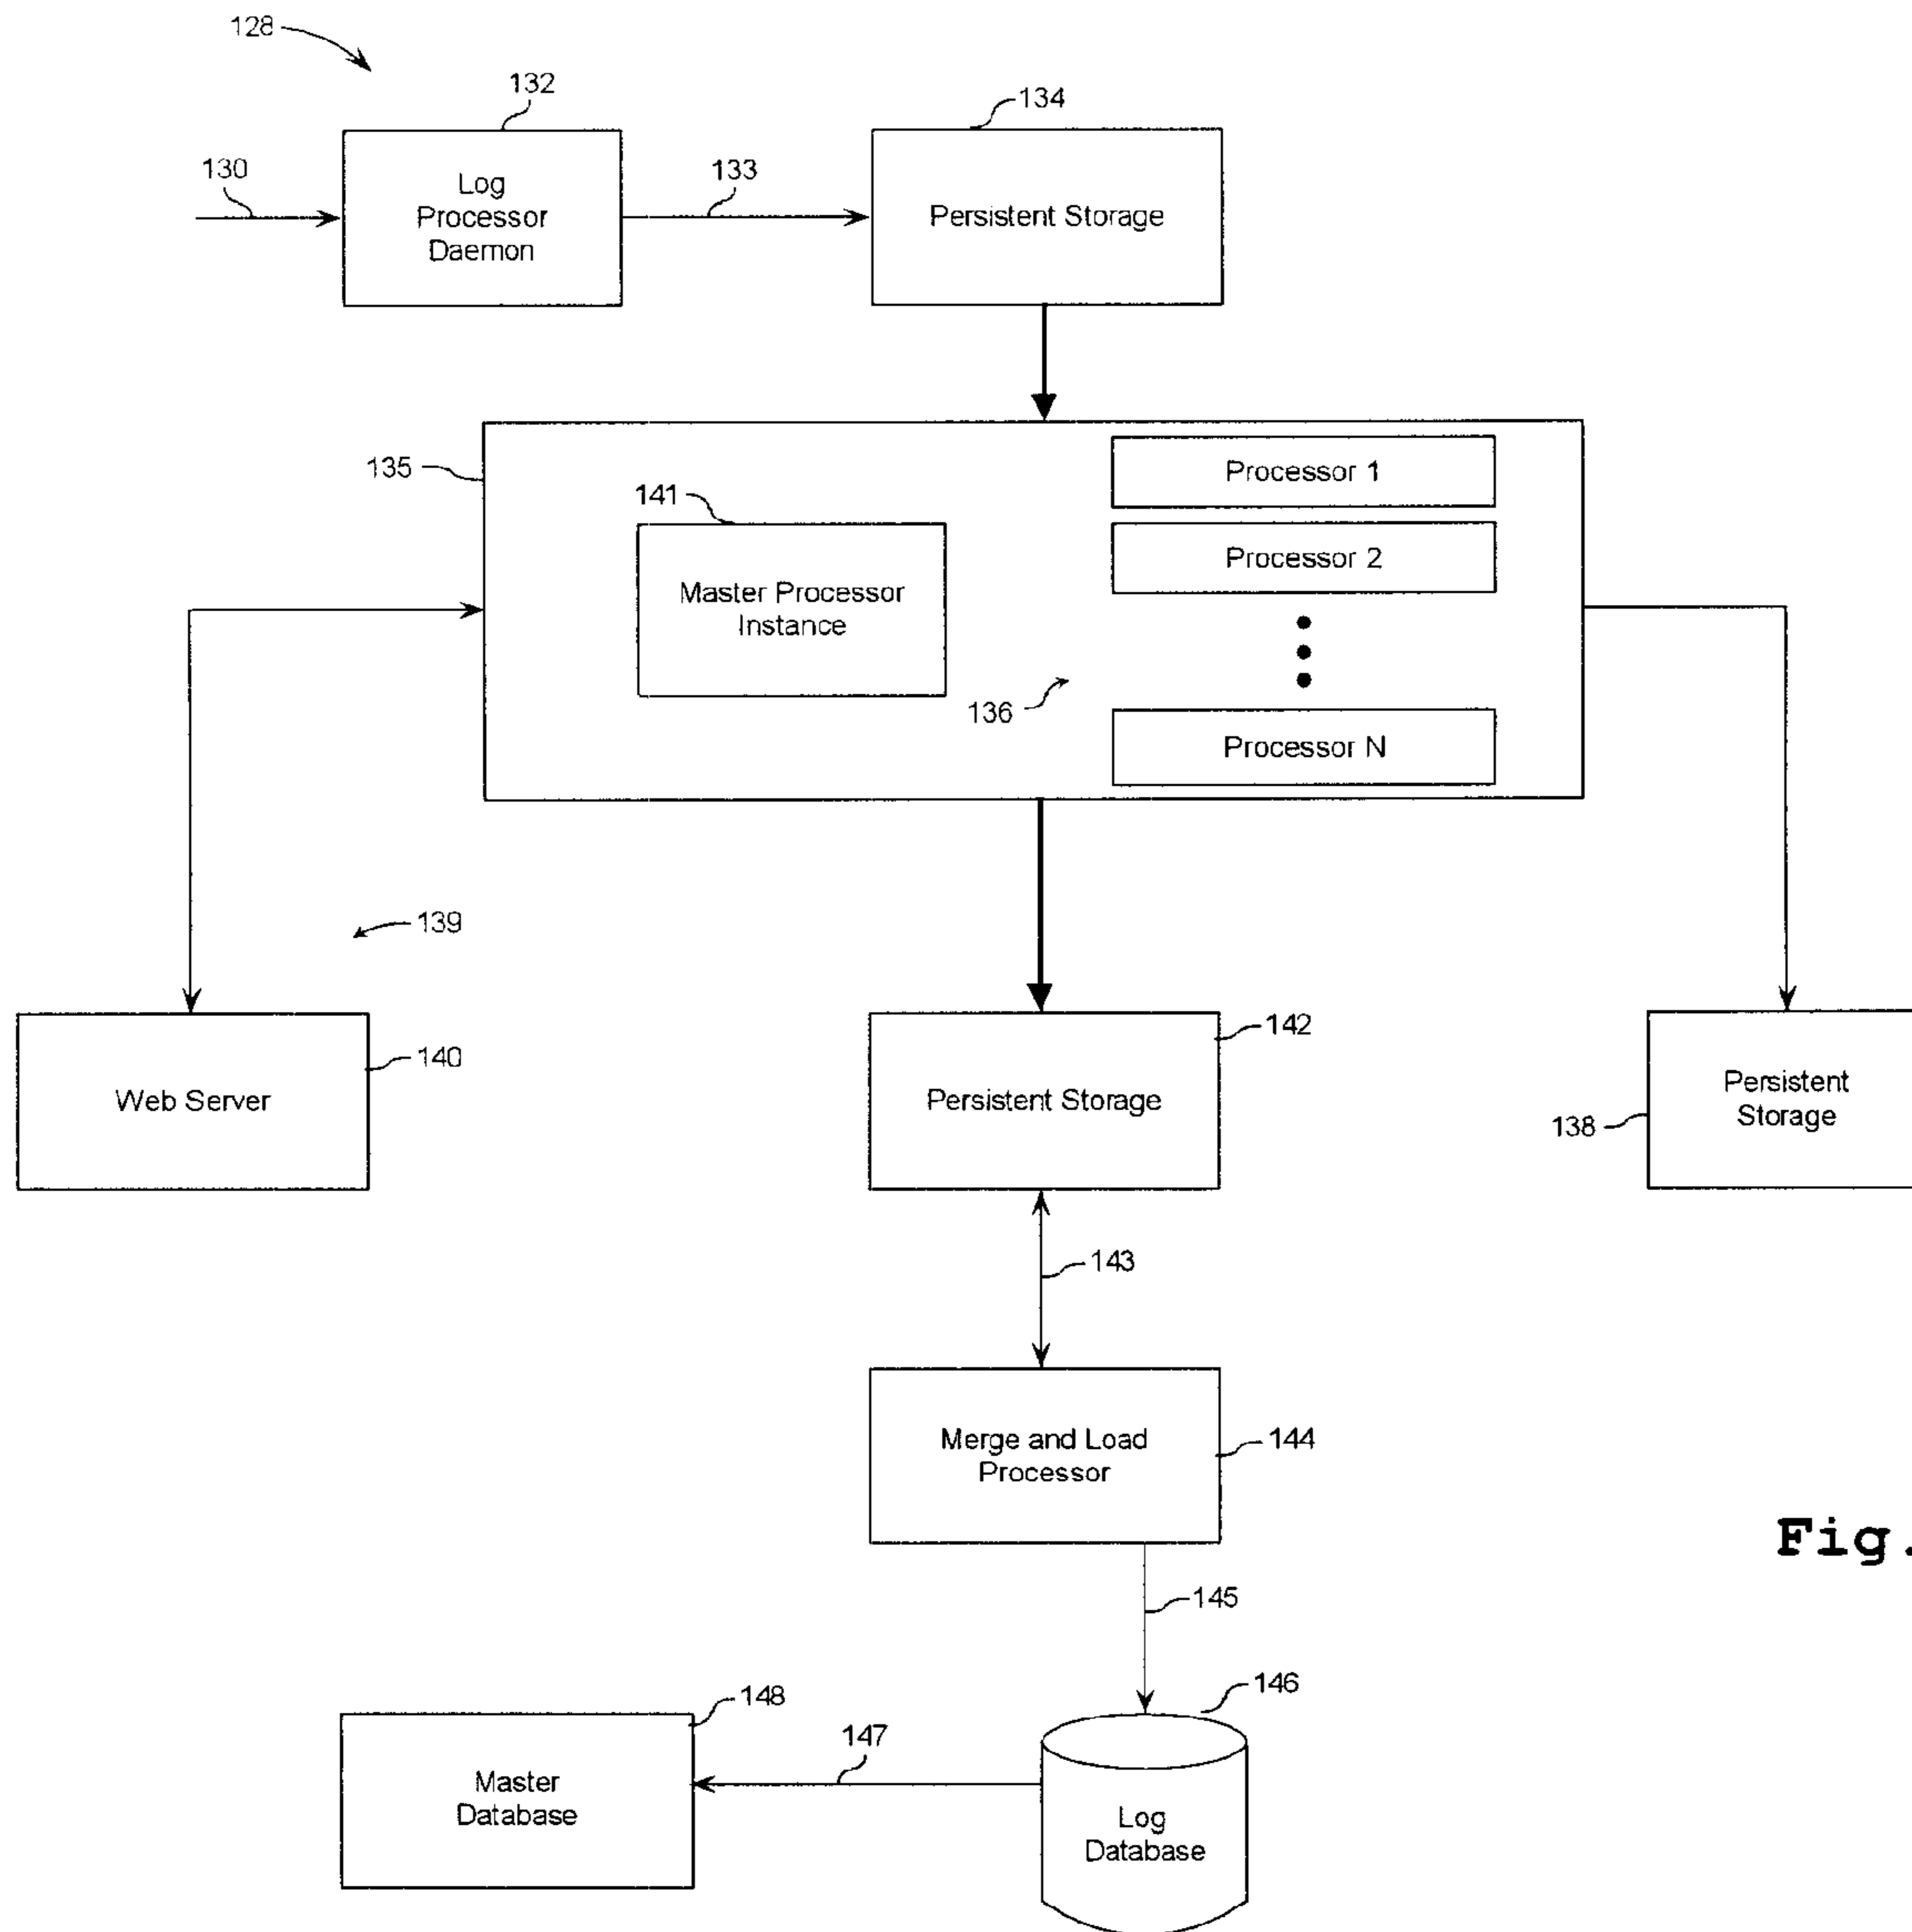 128
132
134
130
Log
Processor
Daemon
133
Persistent Storage
135
141
Master Processor
Instance
Processor 1
Processor 2
136
Processor N
139
140
Web Server
142
Persistent Storage
138
Persistent
Storage
143
Merge and Load
Processor
144
Fig.
145
146
148
147
Master
Database
Log
Database